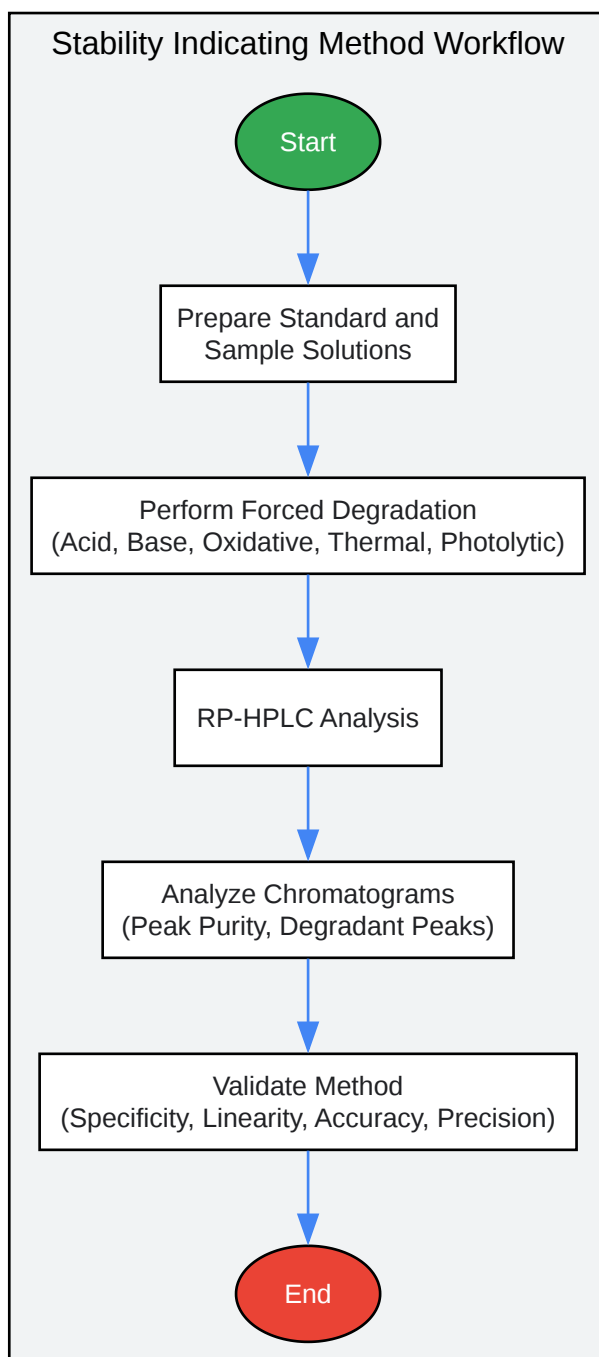 Stability Indicating Method Workflow
Start
Prepare Standard and
Sample Solutions
Perform Forced Degradation
(Acid, Base, Oxidative, Thermal, Photolytic)
RP-HPLC Analysis
Analyze Chromatograms
(Peak Purity, Degradant Peaks)
Validate Method
(Specificity, Linearity, Accuracy, Precision)
End